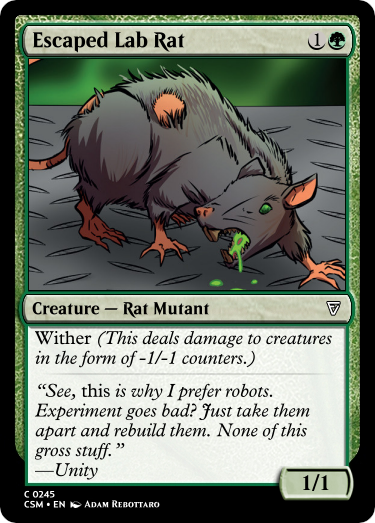 Escaped Lab Rat 1
Creature — Rat Mutant
Wither (This deals damage to creatures
in the form of -1/-1 counters.)
“See, this is why I prefer robots.
Experiment goes bad? Just take them
apart and rebuild them. None of this
gross stuff.”
—Unity
1/1
C 0245
CSM • EN Adam Rebottaro